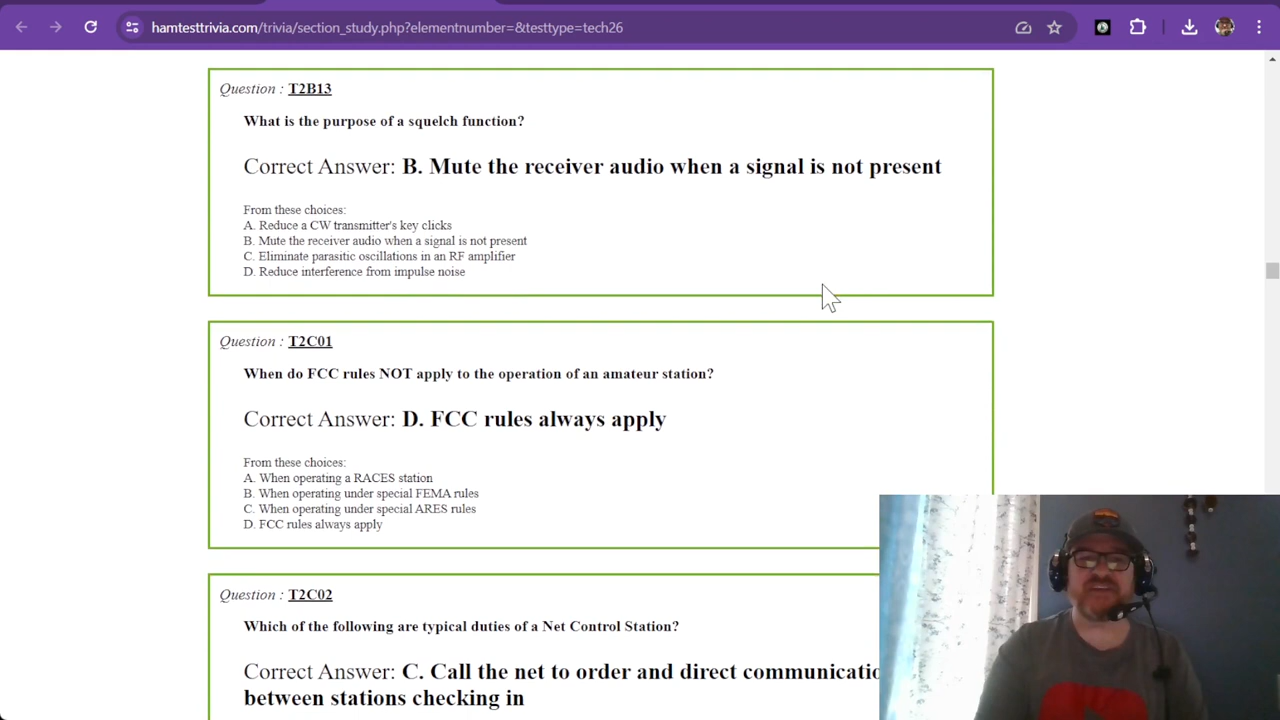 hamtesttrivia.com/trivia/section_study.php?elementnumber=&testtype=tech26
Question : T2B13
What is the purpose of a squelch function?
Correct Answer: B. Mute the receiver audio when a signal is not present
From these choices:
A. Reduce a CW transmitter's key clicks
B. Mute the receiver audio when a signal is not present
C. Eliminate parasitic oscillations in an RF amplifier
D. Reduce interference from impulse noise
Question : T2C01
When do FCC rules NOT apply to the operation of an amateur station?
Correct Answer: D. FCC rules always apply
From these choices:
A. When operating a RACES station
B. When operating under special FEMA rules
C. When operating under special ARES rules
D. FCC rules always apply
Question : T2C02
Which of the following are typical duties of a Net Control Station?
Correct Answer: C. Call the net to order and direct communicatio
between stations checking in